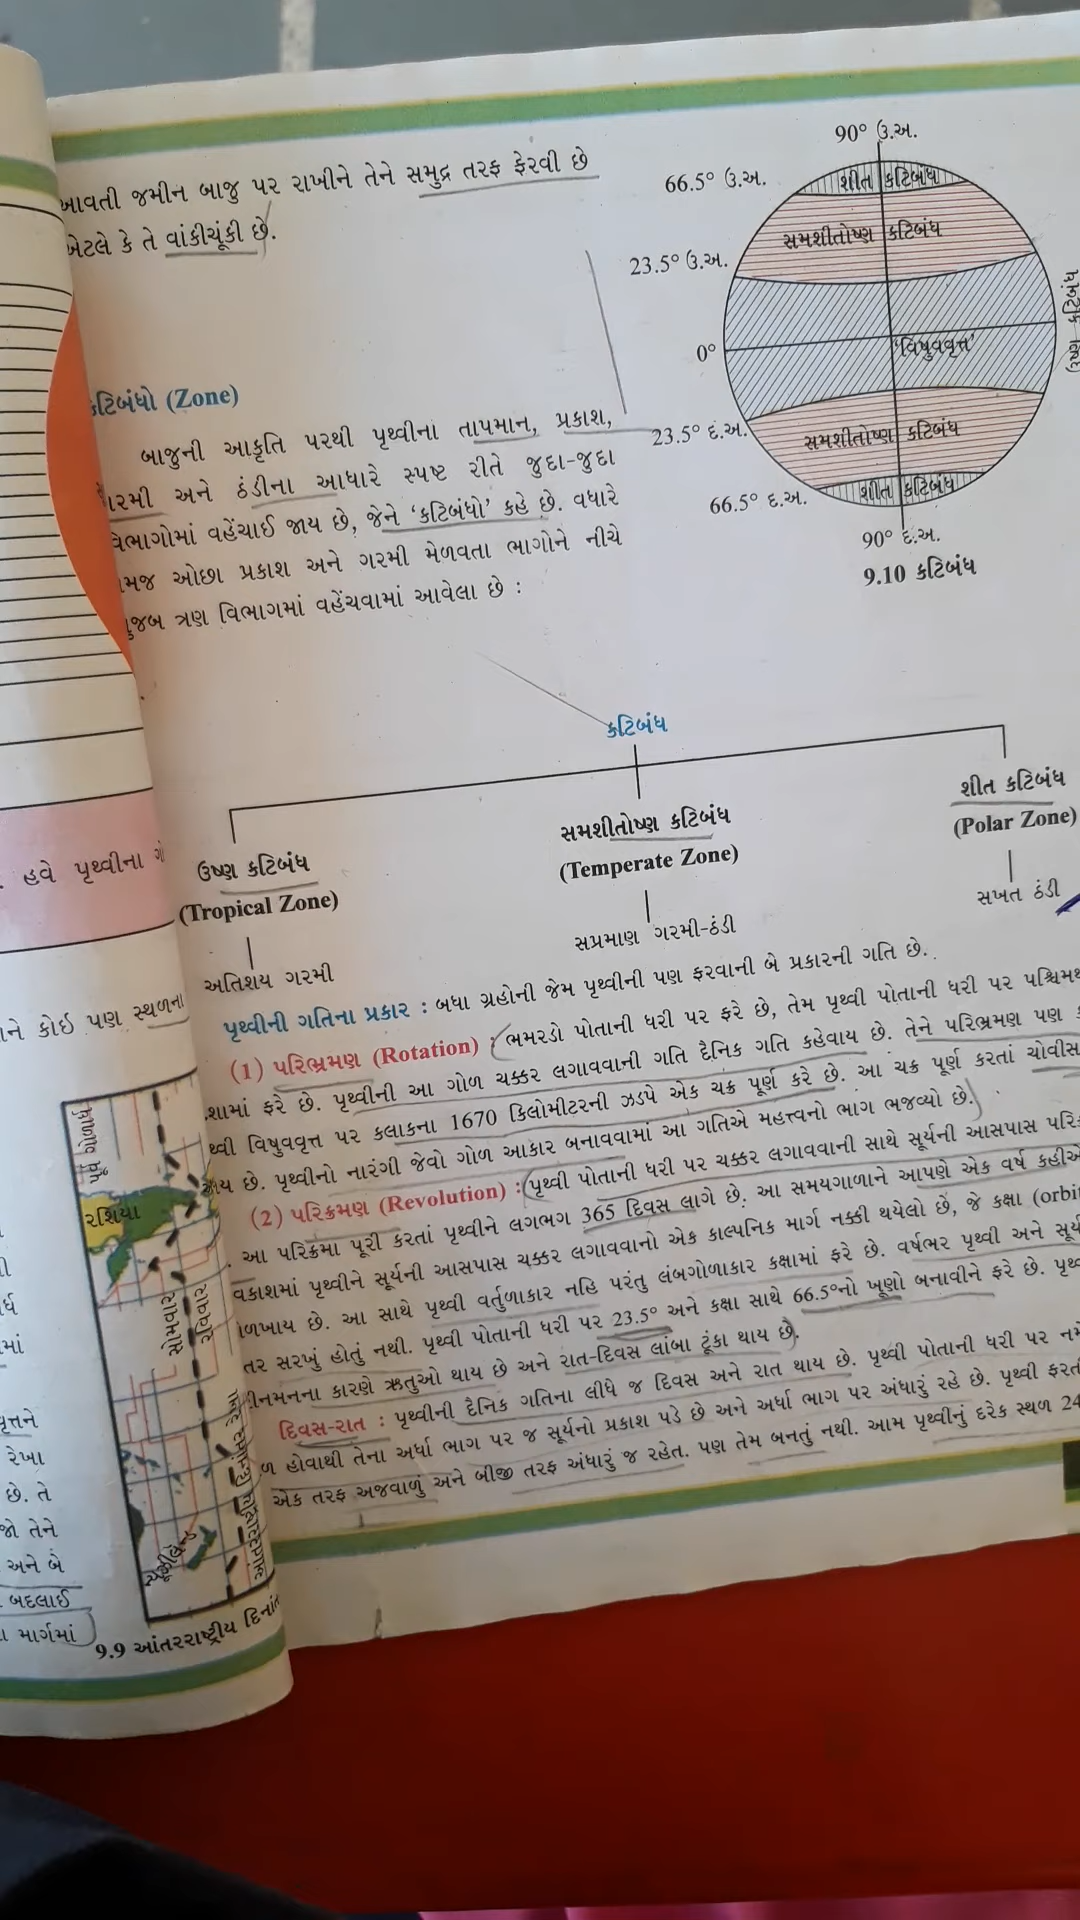 આવતી જમીન બાજુ પર રાખીને તેને સમુદ્ર તરફ ફેરવી છે
એટલે કે તે વાંકીચૂંકી છે.
90° ઉ.અ.
66.5° ઉ.અ.
શીત કટિબંધ
સમશીતોષ્ણ કટિબંધ
23.5° ઉ.અ.
0°
'વિષુવવૃત્ત'
23.5° દ.અ.
સમશીતોષ્ણ કટિબંધ
66.5° દ.અ.
શીત કટિબંધ
90° દ.અ.
9.10 કટિબંધ
કટિબંધો (Zone)
બાજુની આકૃતિ પરથી પૃથ્વીના તાપમાન, પ્રકાશ,
ગરમી અને ઠંડીના આધારે સ્પષ્ટ રીતે જુદા-જુદા
વિભાગોમાં વહેંચાઈ જાય છે, જેને 'કટિબંધો' કહે છે. વધારે
ઓછા પ્રકાશ અને ગરમી મેળવતા ભાગોને નીચે
ત્રણ વિભાગમાં વહેંચવામાં આવેલા છે :
કટિબંધ
ઉષ્ણ કટિબંધ
(Tropical Zone)
અતિશય ગરમી
સમશીતોષ્ણ કટિબંધ
(Temperate Zone)
સપ્રમાણ ગરમી-ઠંડી
શીત કટિબંધ
(Polar Zone)
સખત ઠંડી
પૃથ્વીની ગતિના પ્રકાર : બધા ગ્રહોની જેમ પૃથ્વીની પણ ફરવાની બે પ્રકારની ગતિ છે.
(1) પરિભ્રમણ (Rotation) : ભમરડો પોતાની ધરી પર ફરે છે, તેમ પૃથ્વી પોતાની ધરી પર
ફરે છે. પૃથ્વીની આ ગોળ ચક્કર લગાવવાની ગતિ દૈનિક ગતિ કહેવાય છે. તેને પરિભ્રમણ પણ
વિષુવવૃત્ત પર કલાકના 1670 કિલોમીટરની ઝડપે એક ચક્ર પૂર્ણ કરે છે. આ ચક્ર પૂર્ણ કરતાં ચોવીસ
છે. પૃથ્વીનો નારંગી જેવો ગોળ આકાર બનાવવામાં આ ગતિએ મહત્ત્વનો ભાગ ભજવ્યો છે.
(2) પરિક્રમણ (Revolution) : પૃથ્વી પોતાની ધરી પર ચક્કર લગાવવાની સાથે સૂર્યની આસપાસ
આ પરિક્રમા પૂરી કરતાં પૃથ્વીને લગભગ 365 દિવસ લાગે છે. આ સમયગાળાને આપણે એક વર્ષ
પૃથ્વીને સૂર્યની આસપાસ ચક્કર લગાવવાનો એક કાલ્પનિક માર્ગ નક્કી થયેલો છે, જે કક્ષા
છે. આ સાથે પૃથ્વી વર્તુળાકાર નહિ પરંતુ લંબગોળાકાર કક્ષામાં ફરે છે. વર્ષભર પૃથ્વી અને
સરખું હોતું નથી. પૃથ્વી પોતાની ધરી પર 23.5° અને કક્ષા સાથે 66.5°નો ખૂણો બનાવીને ફરે છે.
કારણે ઋતુઓ થાય છે અને રાત-દિવસ લાંબા ટૂંકા થાય છે.
દિવસ-રાત : પૃથ્વીની દૈનિક ગતિના લીધે જ દિવસ અને રાત થાય છે. પૃથ્વી પોતાની ધરી પર
હોવાથી તેના અર્ધા ભાગ પર જ સૂર્યનો પ્રકાશ પડે છે અને અર્ધા ભાગ પર અંધારું રહે છે. પૃથ્વી
એક તરફ અજવાળું અને બીજી તરફ અંધારું જ રહેત. પણ તેમ બનતું નથી. આમ પૃથ્વીનું દરેક સ્થળ 24
હવે પૃથ્વીના
કોઈ પણ સ્થળના
રશિયા
સોમવાર
રવિવાર
ન્યૂઝીલૅન્ડ
રેખા
છે. તે
તેને
અને બે
બદલાઈ
માર્ગમાં
9.9 આંતરરાષ્ટ્રીય